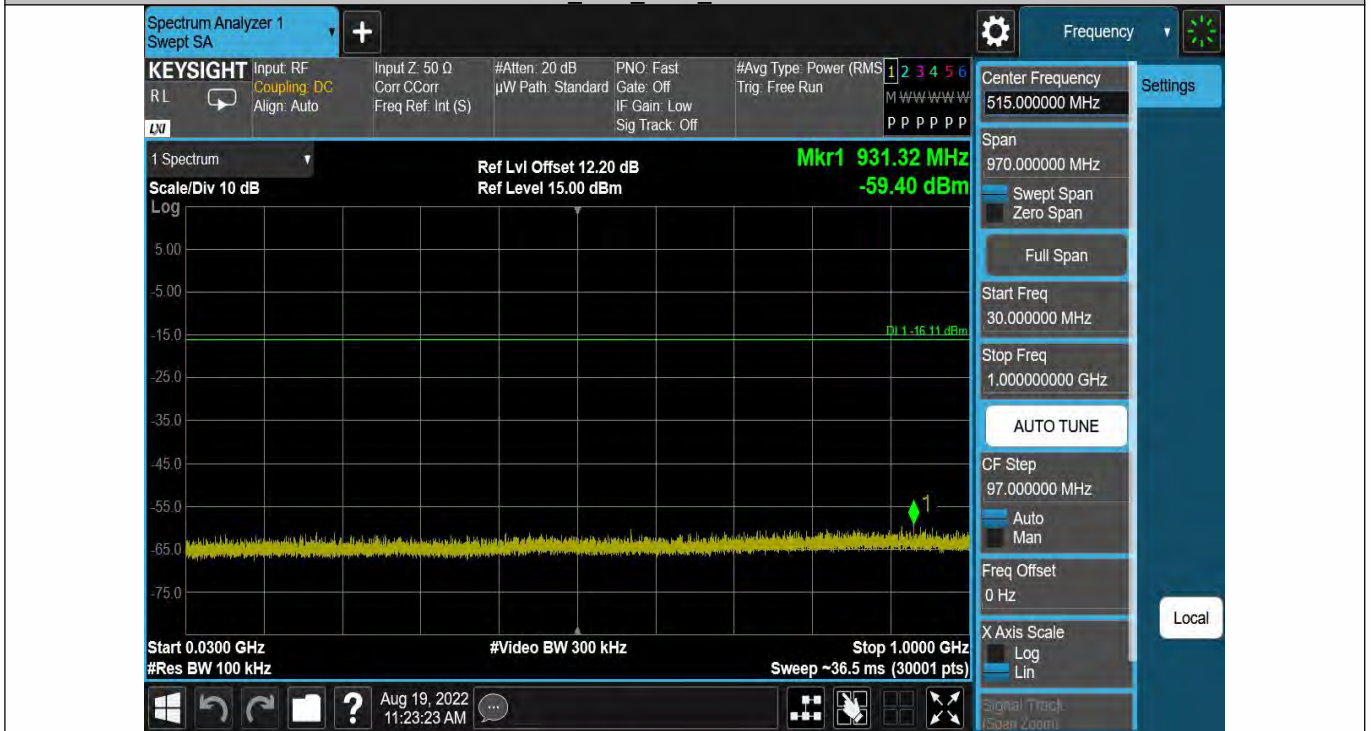 Spectrum Analyzer 1
Swept SA
+
Frequency
KEYSIGHT
RL
LXI
Input: RF
Coupling: DC
Align: Auto
Input Z: 50 Ω
Corr CCorr
Freq Ref: Int (S)
#Atten: 20 dB
µW Path: Standard
PNO: Fast
Gate: Off
IF Gain: Low
Sig Track: Off
#Avg Type: Power (RMS
Trig: Free Run
1 2 3 4 5 6
M W W W W W
P P P P P P
Center Frequency
515.000000 MHz
Settings
1 Spectrum
Scale/Div 10 dB
Ref Lvl Offset 12.20 dB
Ref Level 15.00 dBm
Mkr1 931.32 MHz
-59.40 dBm
Span
970.000000 MHz
Swept Span
Zero Span
Full Span
Start Freq
30.000000 MHz
Stop Freq
1.000000000 GHz
AUTO TUNE
CF Step
97.000000 MHz
Auto
Man
Freq Offset
0 Hz
X Axis Scale
Log
Lin
Signal Track
(Span Zoom)
Local
Log
5.00
-5.00
-15.0
DL1 -16.11 dBm
-25.0
-35.0
-45.0
-55.0
1
-65.0
-75.0
Start 0.0300 GHz
#Video BW 300 kHz
Stop 1.0000 GHz
#Res BW 100 kHz
Sweep ~36.5 ms (30001 pts)
?
Aug 19, 2022
11:23:23 AM